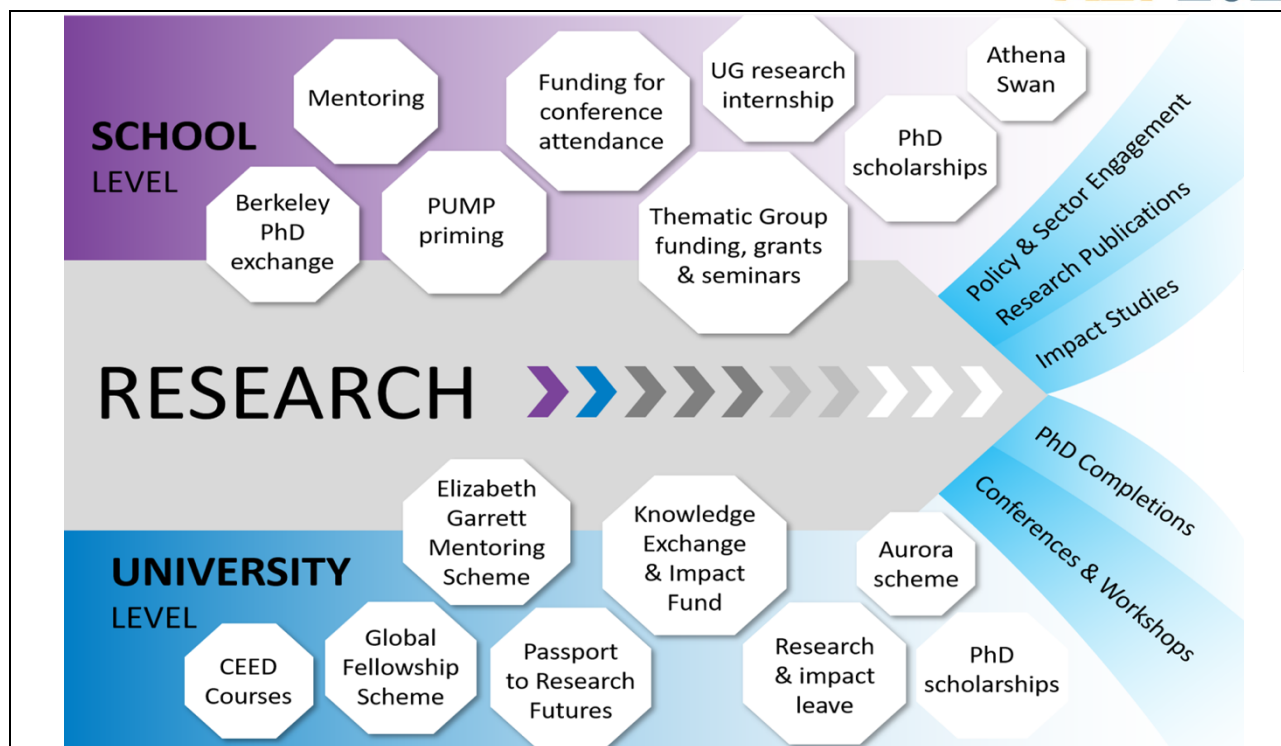 SCHOOL
LEVEL
Mentoring
Funding for
conference
attendance
UG research
internship
Athena
Swan
PhD
scholarships
Berkeley
PhD
exchange
PUMP
priming
Thematic Group
funding, grants
& seminars
Policy & Sector Engagement
Research Publications
Impact Studies
RESEARCH
PhD Completions
Conferences & Workshops
UNIVERSITY
LEVEL
Elizabeth
Garrett
Mentoring
Scheme
Knowledge
Exchange
& Impact
Fund
Aurora
scheme
CEED
Courses
Global
Fellowship
Scheme
Passport
to Research
Futures
Research
& impact
leave
PhD
scholarships